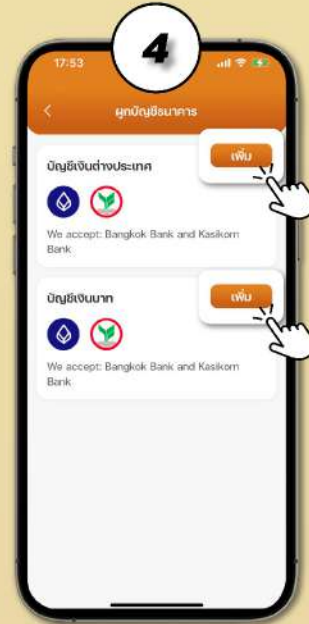 4
17:53
ผูกบัญชีธนาคาร
บัญชีเงินต่างประเทศ
เพิ่ม
We accept: Bangkok Bank and Kasikorn
Bank
บัญชีเงินบาท
เพิ่ม
We accept: Bangkok Bank and Kasikorn
Bank